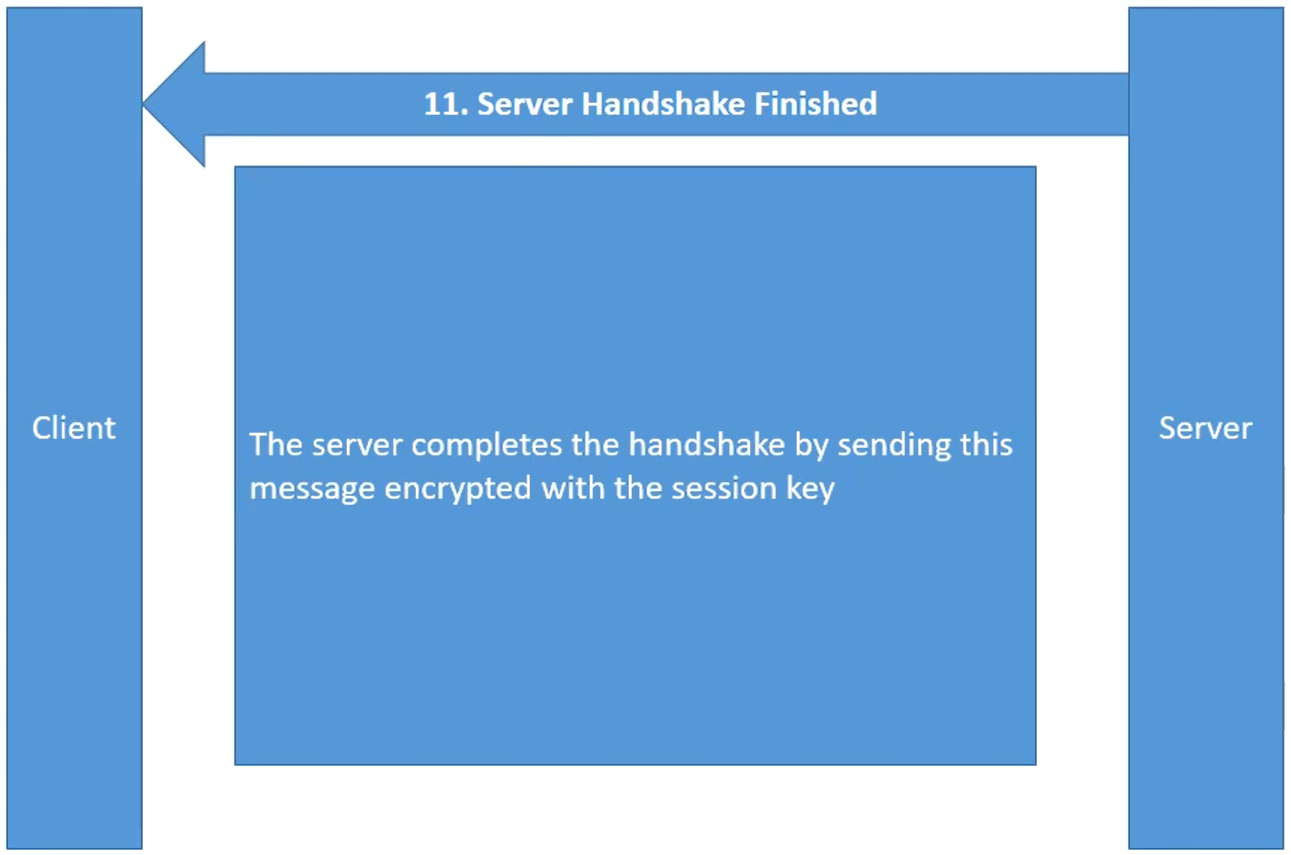 11. Server Handshake Finished
Client
The server completes the handshake by sending this
message encrypted with the session key
Server